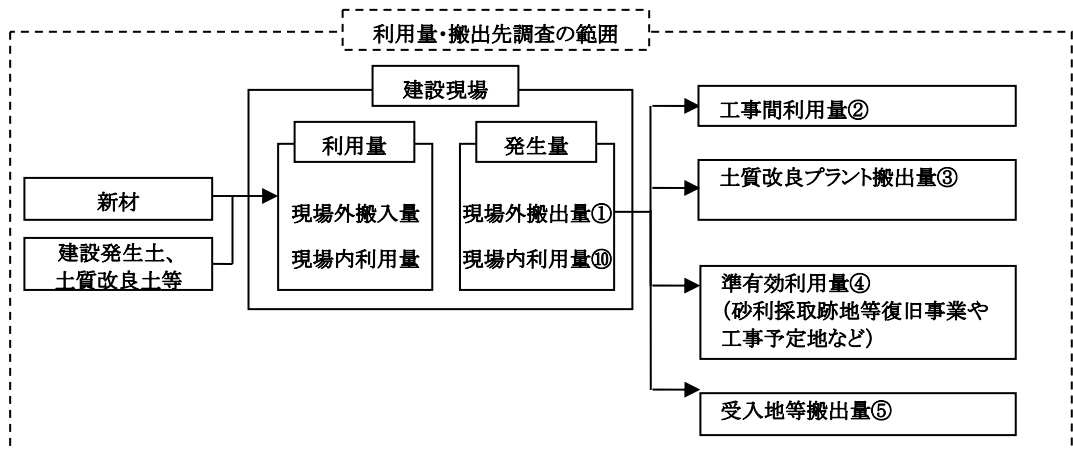 利用量・搬出先調査の範囲
建設現場
利用量
発生量
新材
建設発生土、
土質改良土等
現場外搬入量
現場内利用量
現場外搬出量①
現場内利用量⑩
工事間利用量②
土質改良プラント搬出量③
準有効利用量④
（砂利採取跡地等復旧事業や
工事予定地など）
受入地等搬出量⑤